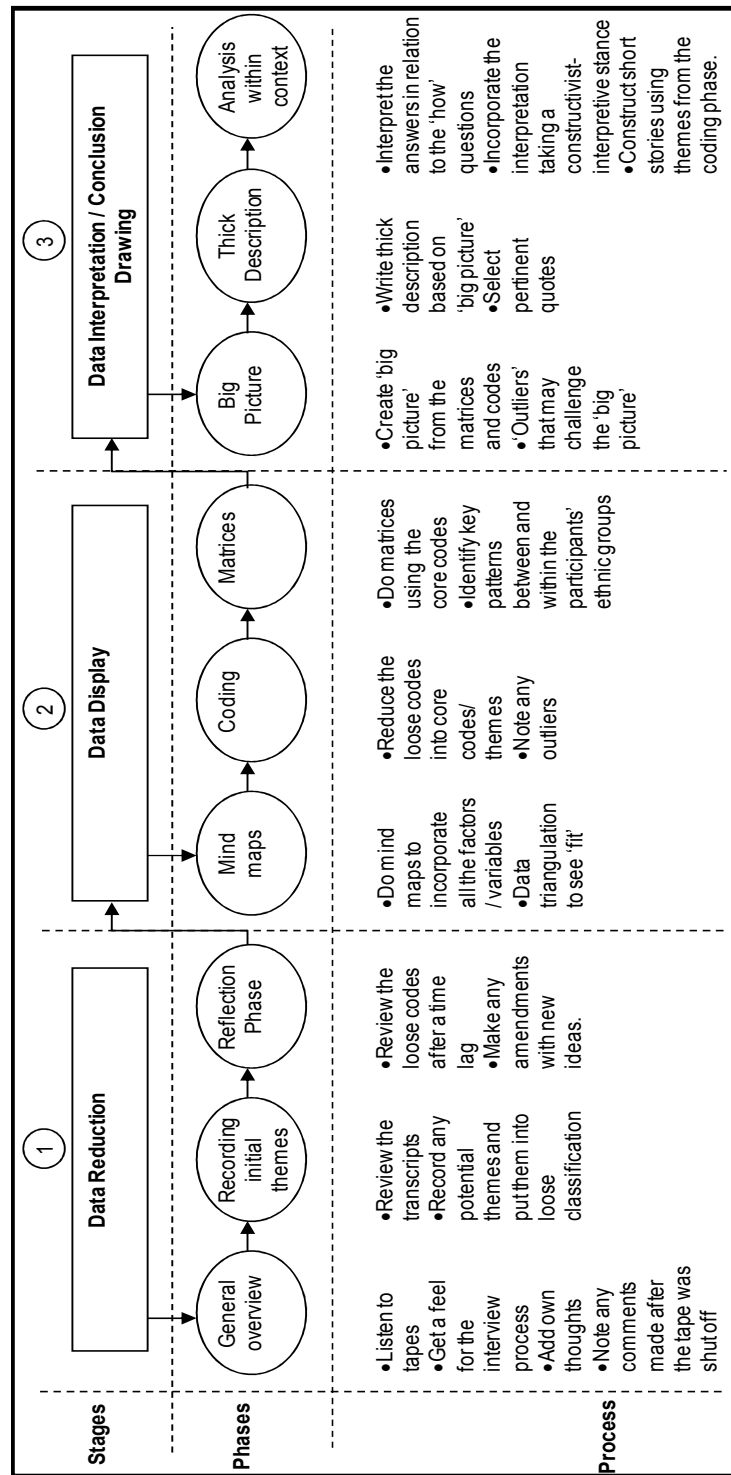 Stages
1
Data Reduction
2
Data Display
3
Data Interpretation / Conclusion
Drawing
Phases
General
overview
Recording
initial
themes
Reflection
Phase
Mind
maps
Coding
Matrices
Big
Picture
Thick
Description
Analysis
within
context
Process
•Listen to
tapes
•Get a feel
for the
interview
process
•Add own
thoughts
•Note any
comments
made after
the tape was
shut off
•Review the
transcripts
•Record any
potential
themes and
put them into
loose
classification
•Review the
loose codes
after a time
lag
•Make any
amendments
with new
ideas.
•Do mind
maps to
incorporate
all the factors
/ variables
•Data
triangulation
to see ‘fit’
•Reduce the
loose codes
into core
codes/
themes
•Note any
outliers
•Do matrices
using the
core codes
•Identify key
patterns
between and
within the
participants’
ethnic groups
•Create ‘big
picture’
from the
matrices
and codes
•‘Outliers’
that may
challenge
the ‘big
picture’
•Write thick
description
based on
‘big picture’
•Select
pertinent
quotes
•Interpret the
answers in relation
to the ‘how’
questions
•Incorporate the
interpretation
taking a
constructivist-
interpretive stance
•Construct short
stories using
themes from the
coding phase.